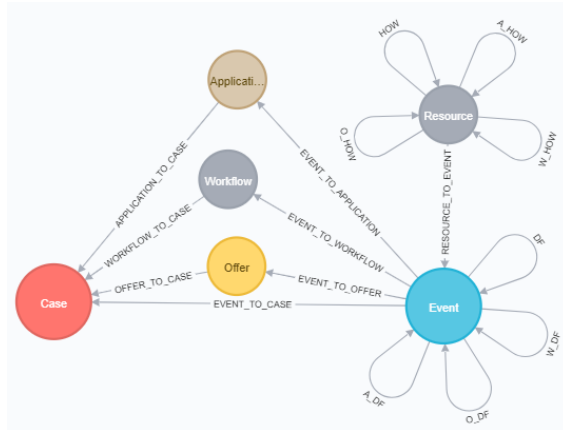 HOW
A_HOW
Applicati...
Resource
O_HOW
W_HOW
APPLICATION_TO_CASE
EVENT_TO_APPLICATION
RESOURCE_TO_EVENT
Workflow
WORKFLOW_TO_CASE
EVENT_TO_WORKFLOW
DF
Offer
OFFER_TO_CASE
EVENT_TO_OFFER
Case
EVENT_TO_CASE
Event
W_DF
A_DF
O_DF